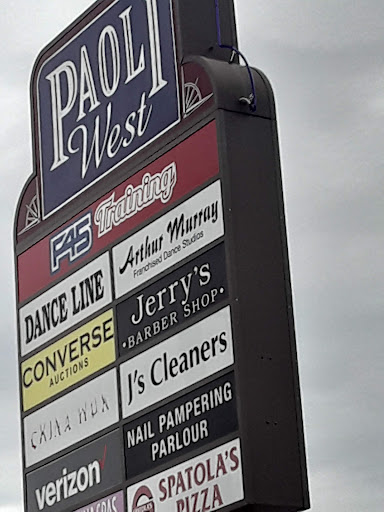 PAOLI
West
F45 Training
Arthur Murray
Franchised Dance Studios
DANCE LINE
Jerry's
• BARBER SHOP •
CONVERSE
AUCTIONS
J's Cleaners
NAIL PAMPERING
PARLOUR
verizon
SPATOLA'S
PIZZA